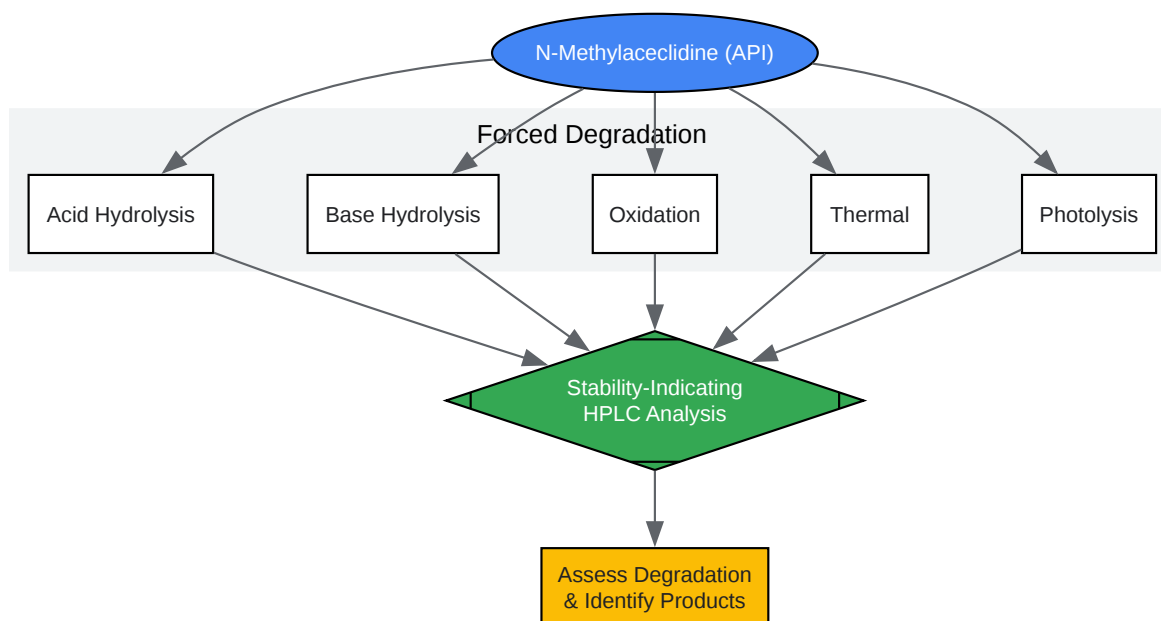 N-Methylaceclidine (API)
Forced Degradation
Acid Hydrolysis
Base Hydrolysis
Oxidation
Thermal
Photolysis
Stability-Indicating
HPLC Analysis
Assess Degradation
& Identify Products